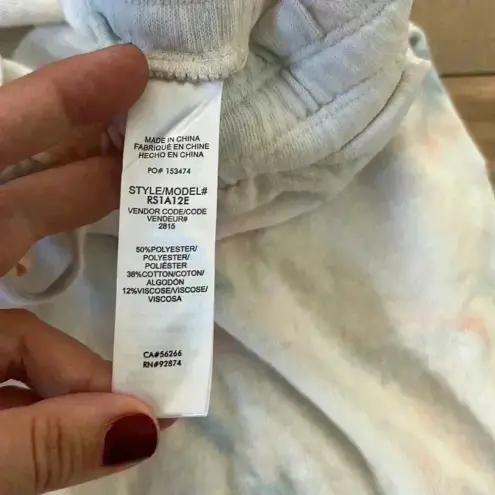 MADE IN CHINA
FABRIQUÉ EN CHINE
HECHO EN CHINA
PO# 153474
STYLE/MODEL#
RS1A12E
VENDOR CODE/CODE
VENDEUR#
2815
50%POLYESTER/
POLYESTER/
POLIÉSTER
38%COTTON/COTON/
ALGODÓN
12%VISCOSE/VISCOSE/
VISCOSA
CA#56266
RN#92874